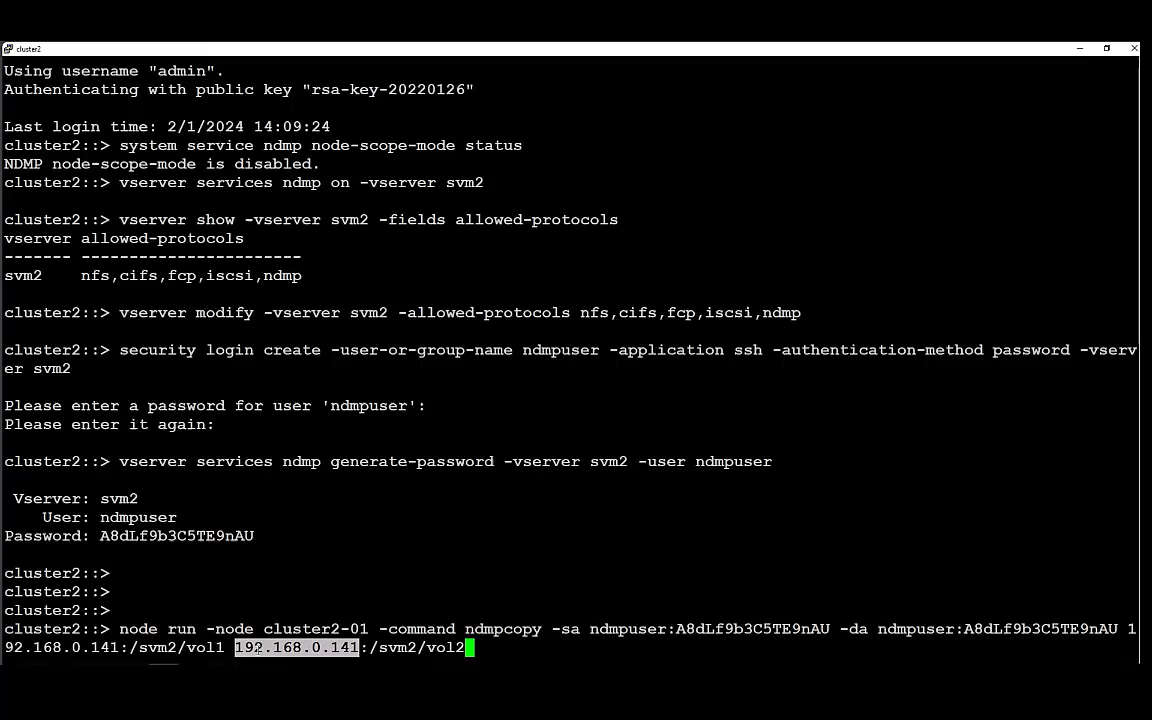 cluster2
Using username "admin".
Authenticating with public key "rsa-key-20220126"
Last login time: 2/1/2024 14:09:24
cluster2::> system service ndmp node-scope-mode status
NDMP node-scope-mode is disabled.
cluster2::> vserver services ndmp on -vserver svm2
cluster2::> vserver show -vserver svm2 -fields allowed-protocols
vserver allowed-protocols
------- -----------------------
svm2    nfs,cifs,fcp,iscsi,ndmp
cluster2::> vserver modify -vserver svm2 -allowed-protocols nfs,cifs,fcp,iscsi,ndmp
cluster2::> security login create -user-or-group-name ndmpuser -application ssh -authentication-method password -vserv
er svm2
Please enter a password for user 'ndmpuser':
Please enter it again:
cluster2::> vserver services ndmp generate-password -vserver svm2 -user ndmpuser
Vserver: svm2
User: ndmpuser
Password: A8dLf9b3C5TE9nAU
cluster2::>
cluster2::>
cluster2::>
cluster2::> node run -node cluster2-01 -command ndmpcopy -sa ndmpuser:A8dLf9b3C5TE9nAU -da ndmpuser:A8dLf9b3C5TE9nAU 1
92.168.0.141:/svm2/vol1 192.168.0.141:/svm2/vol2